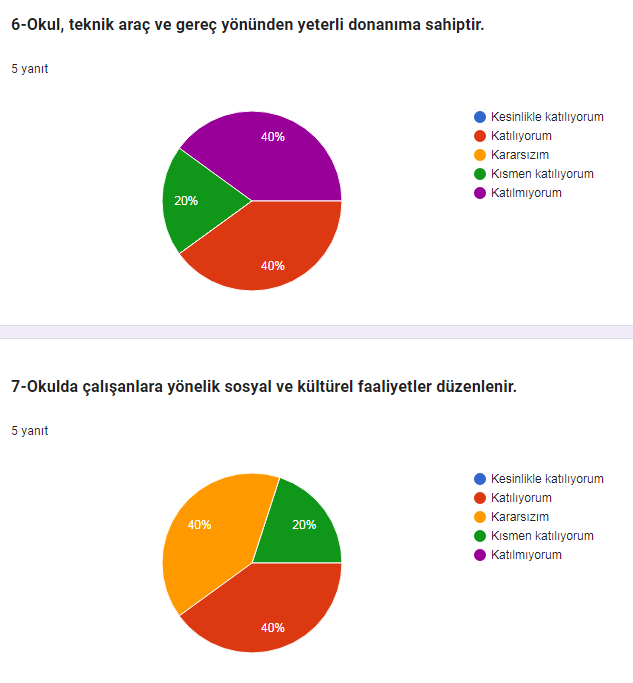 6-Okul, teknik araç ve gereç yönünden yeterli donanıma sahiptir.
5 yanıt
Kesinlikle katılıyorum
Katılıyorum
Kararsızım
Kısmen katılıyorum
Katılmıyorum
40%
20%
40%
7-Okulda çalışanlara yönelik sosyal ve kültürel faaliyetler düzenlenir.
5 yanıt
Kesinlikle katılıyorum
Katılıyorum
Kararsızım
Kısmen katılıyorum
Katılmıyorum
40%
20%
40%